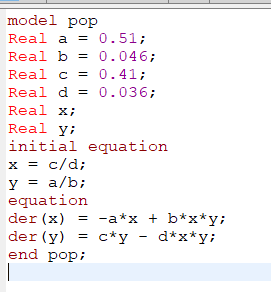 model pop
Real a = 0.51;
Real b = 0.046;
Real c = 0.41;
Real d = 0.036;
Real x;
Real y;
initial equation
x = c/d;
y = a/b;
equation
der(x) = -a*x + b*x*y;
der(y) = c*y - d*x*y;
end pop;